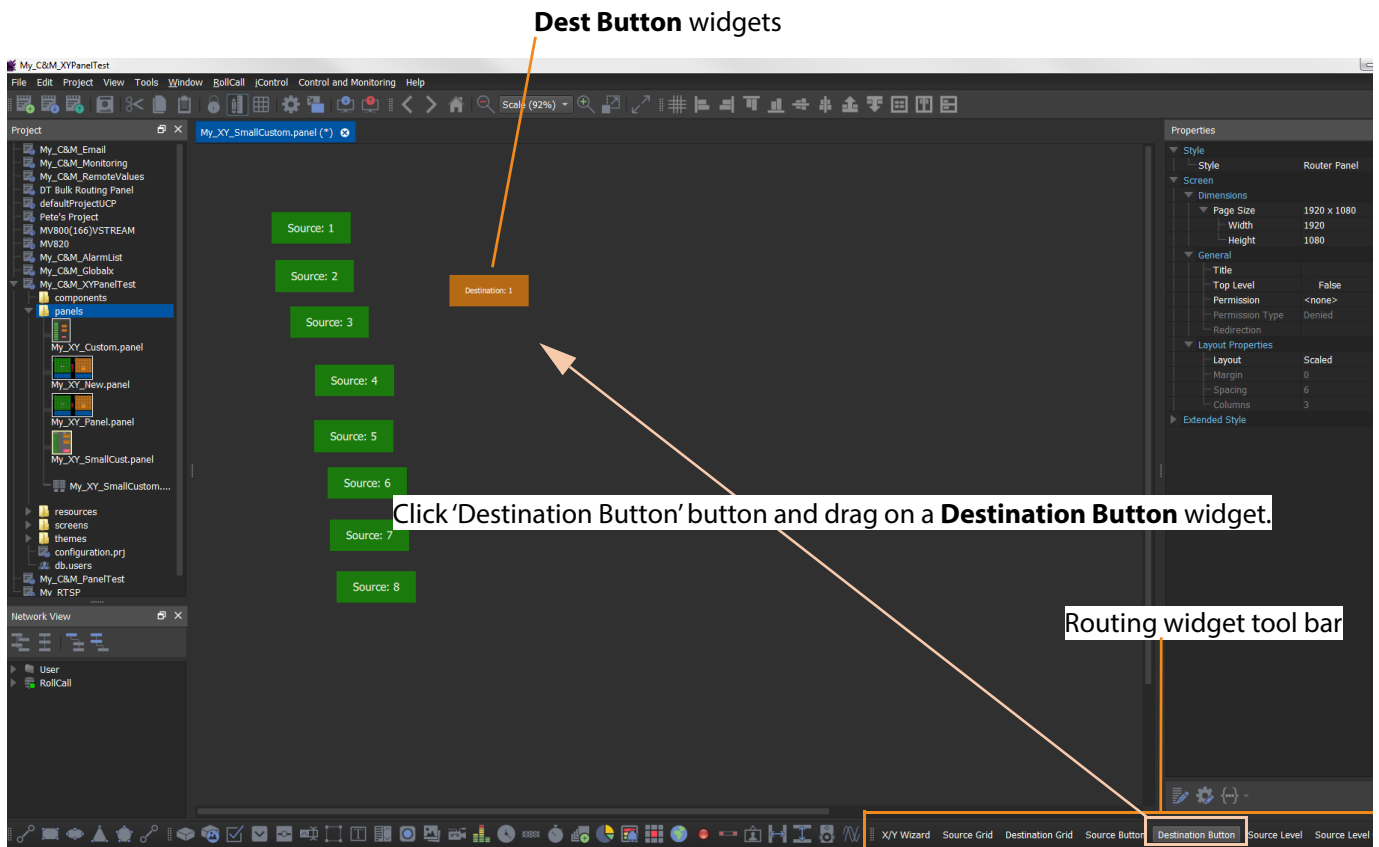 Dest Button widgets
My_C&M_XYPanelTest
File Edit Project View Tools Window RollCall jControl Control and Monitoring Help
Scale (92%)
Project
My_XY_SmallCustom.panel (*)
Properties
My_C&M_Email
My_C&M_Monitoring
My_C&M_RemoteValues
DT Bulk Routing Panel
defaultProjectUCP
Pete's Project
MV800(166)VSTREAM
MV820
My_C&M_AlarmList
My_C&M_Globalx
My_C&M_XYPanelTest
components
panels
My_XY_Custom.panel
My_XY_New.panel
My_XY_Panel.panel
My_XY_SmallCust.panel
My_XY_SmallCustom....
resources
screens
themes
configuration.prj
db.users
My_C&M_PanelTest
My RTSP
Network View
User
RollCall
Source: 1
Source: 2
Source: 3
Source: 4
Source: 5
Source: 6
Source: 7
Source: 8
Destination: 1
Click 'Destination Button' button and drag on a Destination Button widget.
Routing widget tool bar
Style
Style Router Panel
Screen
Dimensions
Page Size 1920 x 1080
Width 1920
Height 1080
General
Title
Top Level False
Permission <none>
Permission Type Denied
Redirection
Layout Properties
Layout Scaled
Margin 0
Spacing 6
Columns 3
Extended Style
X/Y Wizard Source Grid Destination Grid Source Button Destination Button Source Level Source Level